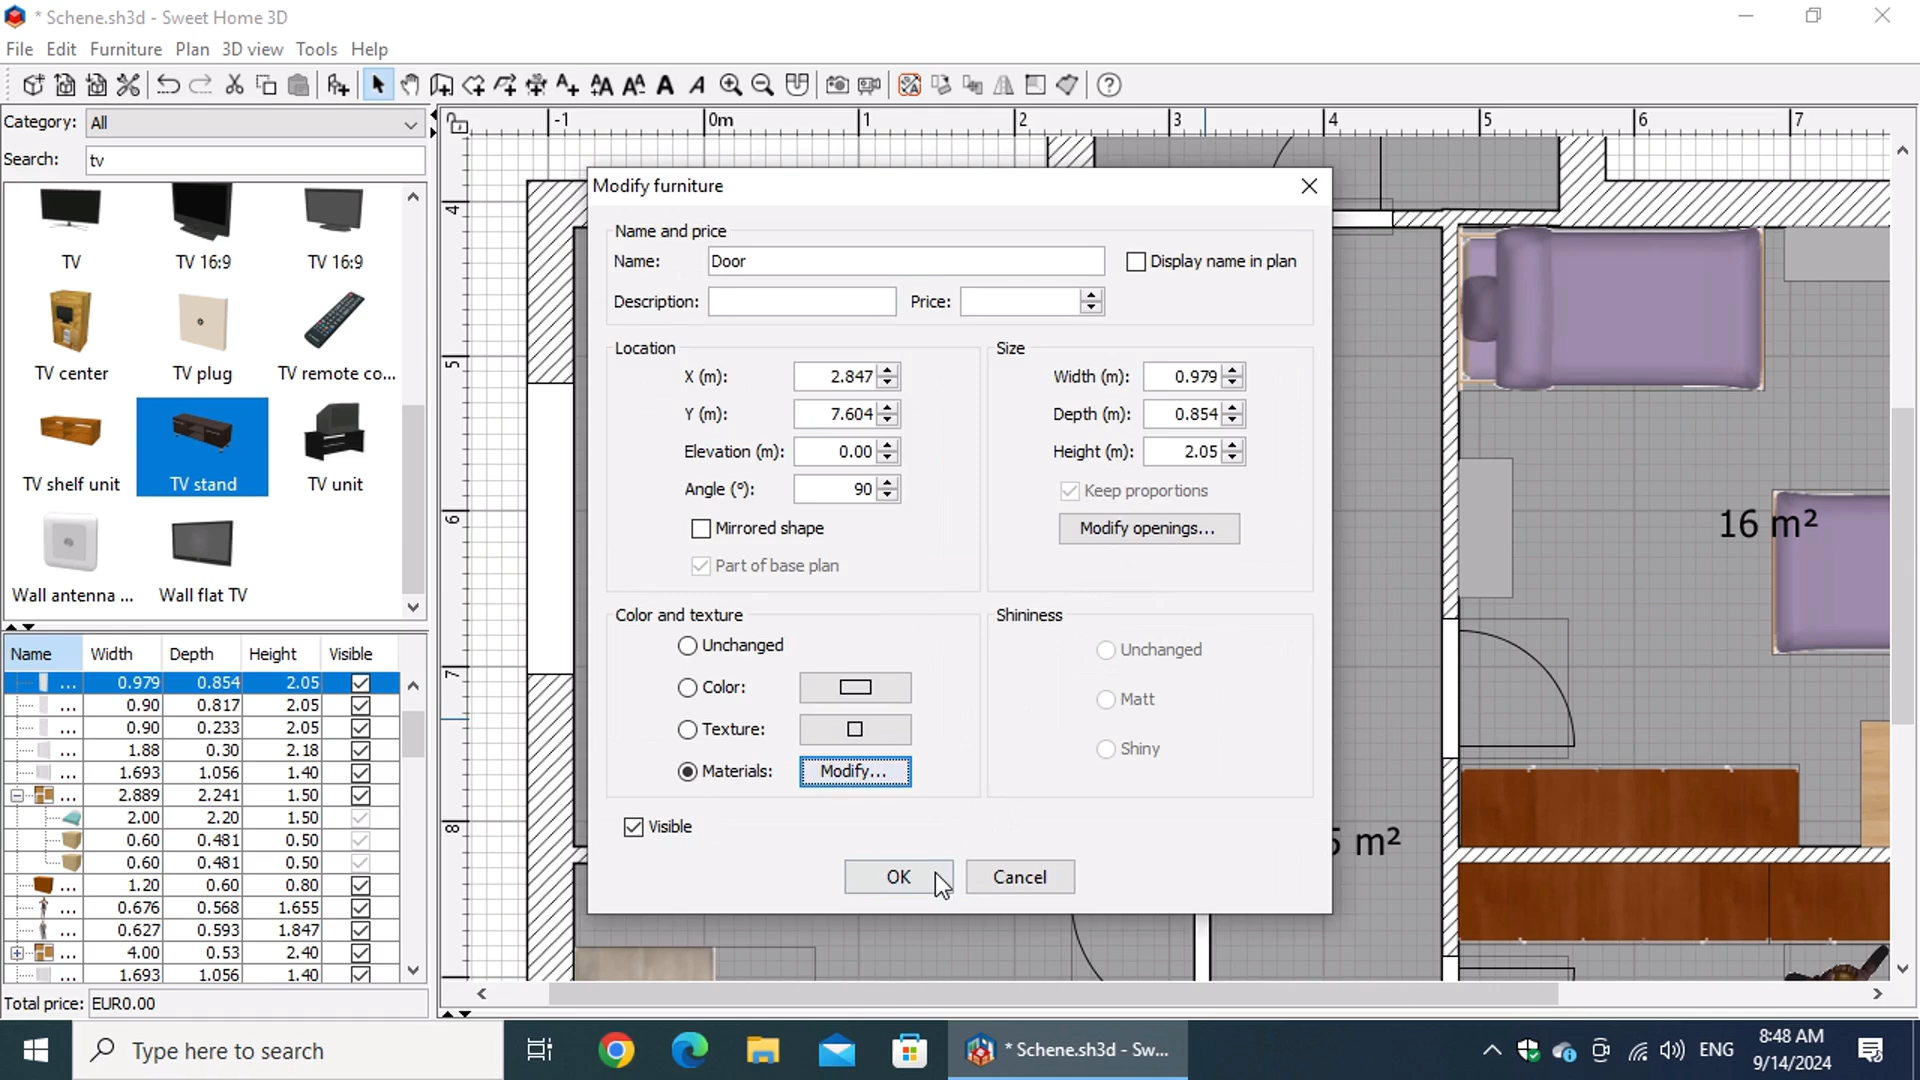 * Schene.sh3d - Sweet Home 3D
File Edit Furniture Plan 3D view Tools Help
Category: All
Search: tv
TV TV 16:9 TV 16:9
TV center TV plug TV remote co...
TV shelf unit TV stand TV unit
Wall antenna ... Wall flat TV
Name Width Depth Height Visible
... 0.979 0.854 2.05
... 0.90 0.817 2.05
... 0.90 0.233 2.05
... 1.88 0.30 2.18
... 1.693 1.056 1.40
... 2.889 2.241 1.50
... 2.00 2.20 1.50
... 0.60 0.481 0.50
... 0.60 0.481 0.50
... 1.20 0.60 0.80
... 0.676 0.568 1.655
... 0.627 0.593 1.847
... 4.00 0.53 2.40
... 1.693 1.056 1.40
Total price: EUR0.00
-1 0m 1 2 3 4 5 6 7
4
5
6
7
8
Modify furniture
Name and price
Name: Door Display name in plan
Description: Price:
Location
X (m): 2.847
Y (m): 7.604
Elevation (m): 0.00
Angle (°): 90
Mirrored shape
Part of base plan
Size
Width (m): 0.979
Depth (m): 0.854
Height (m): 2.05
Keep proportions
Modify openings...
Color and texture
Unchanged
Color:
Texture:
Materials: Modify...
Shininess
Unchanged
Matt
Shiny
Visible
OK Cancel
16 m²
5 m²
Type here to search
* Schene.sh3d - Sw...
ENG
8:48 AM
9/14/2024